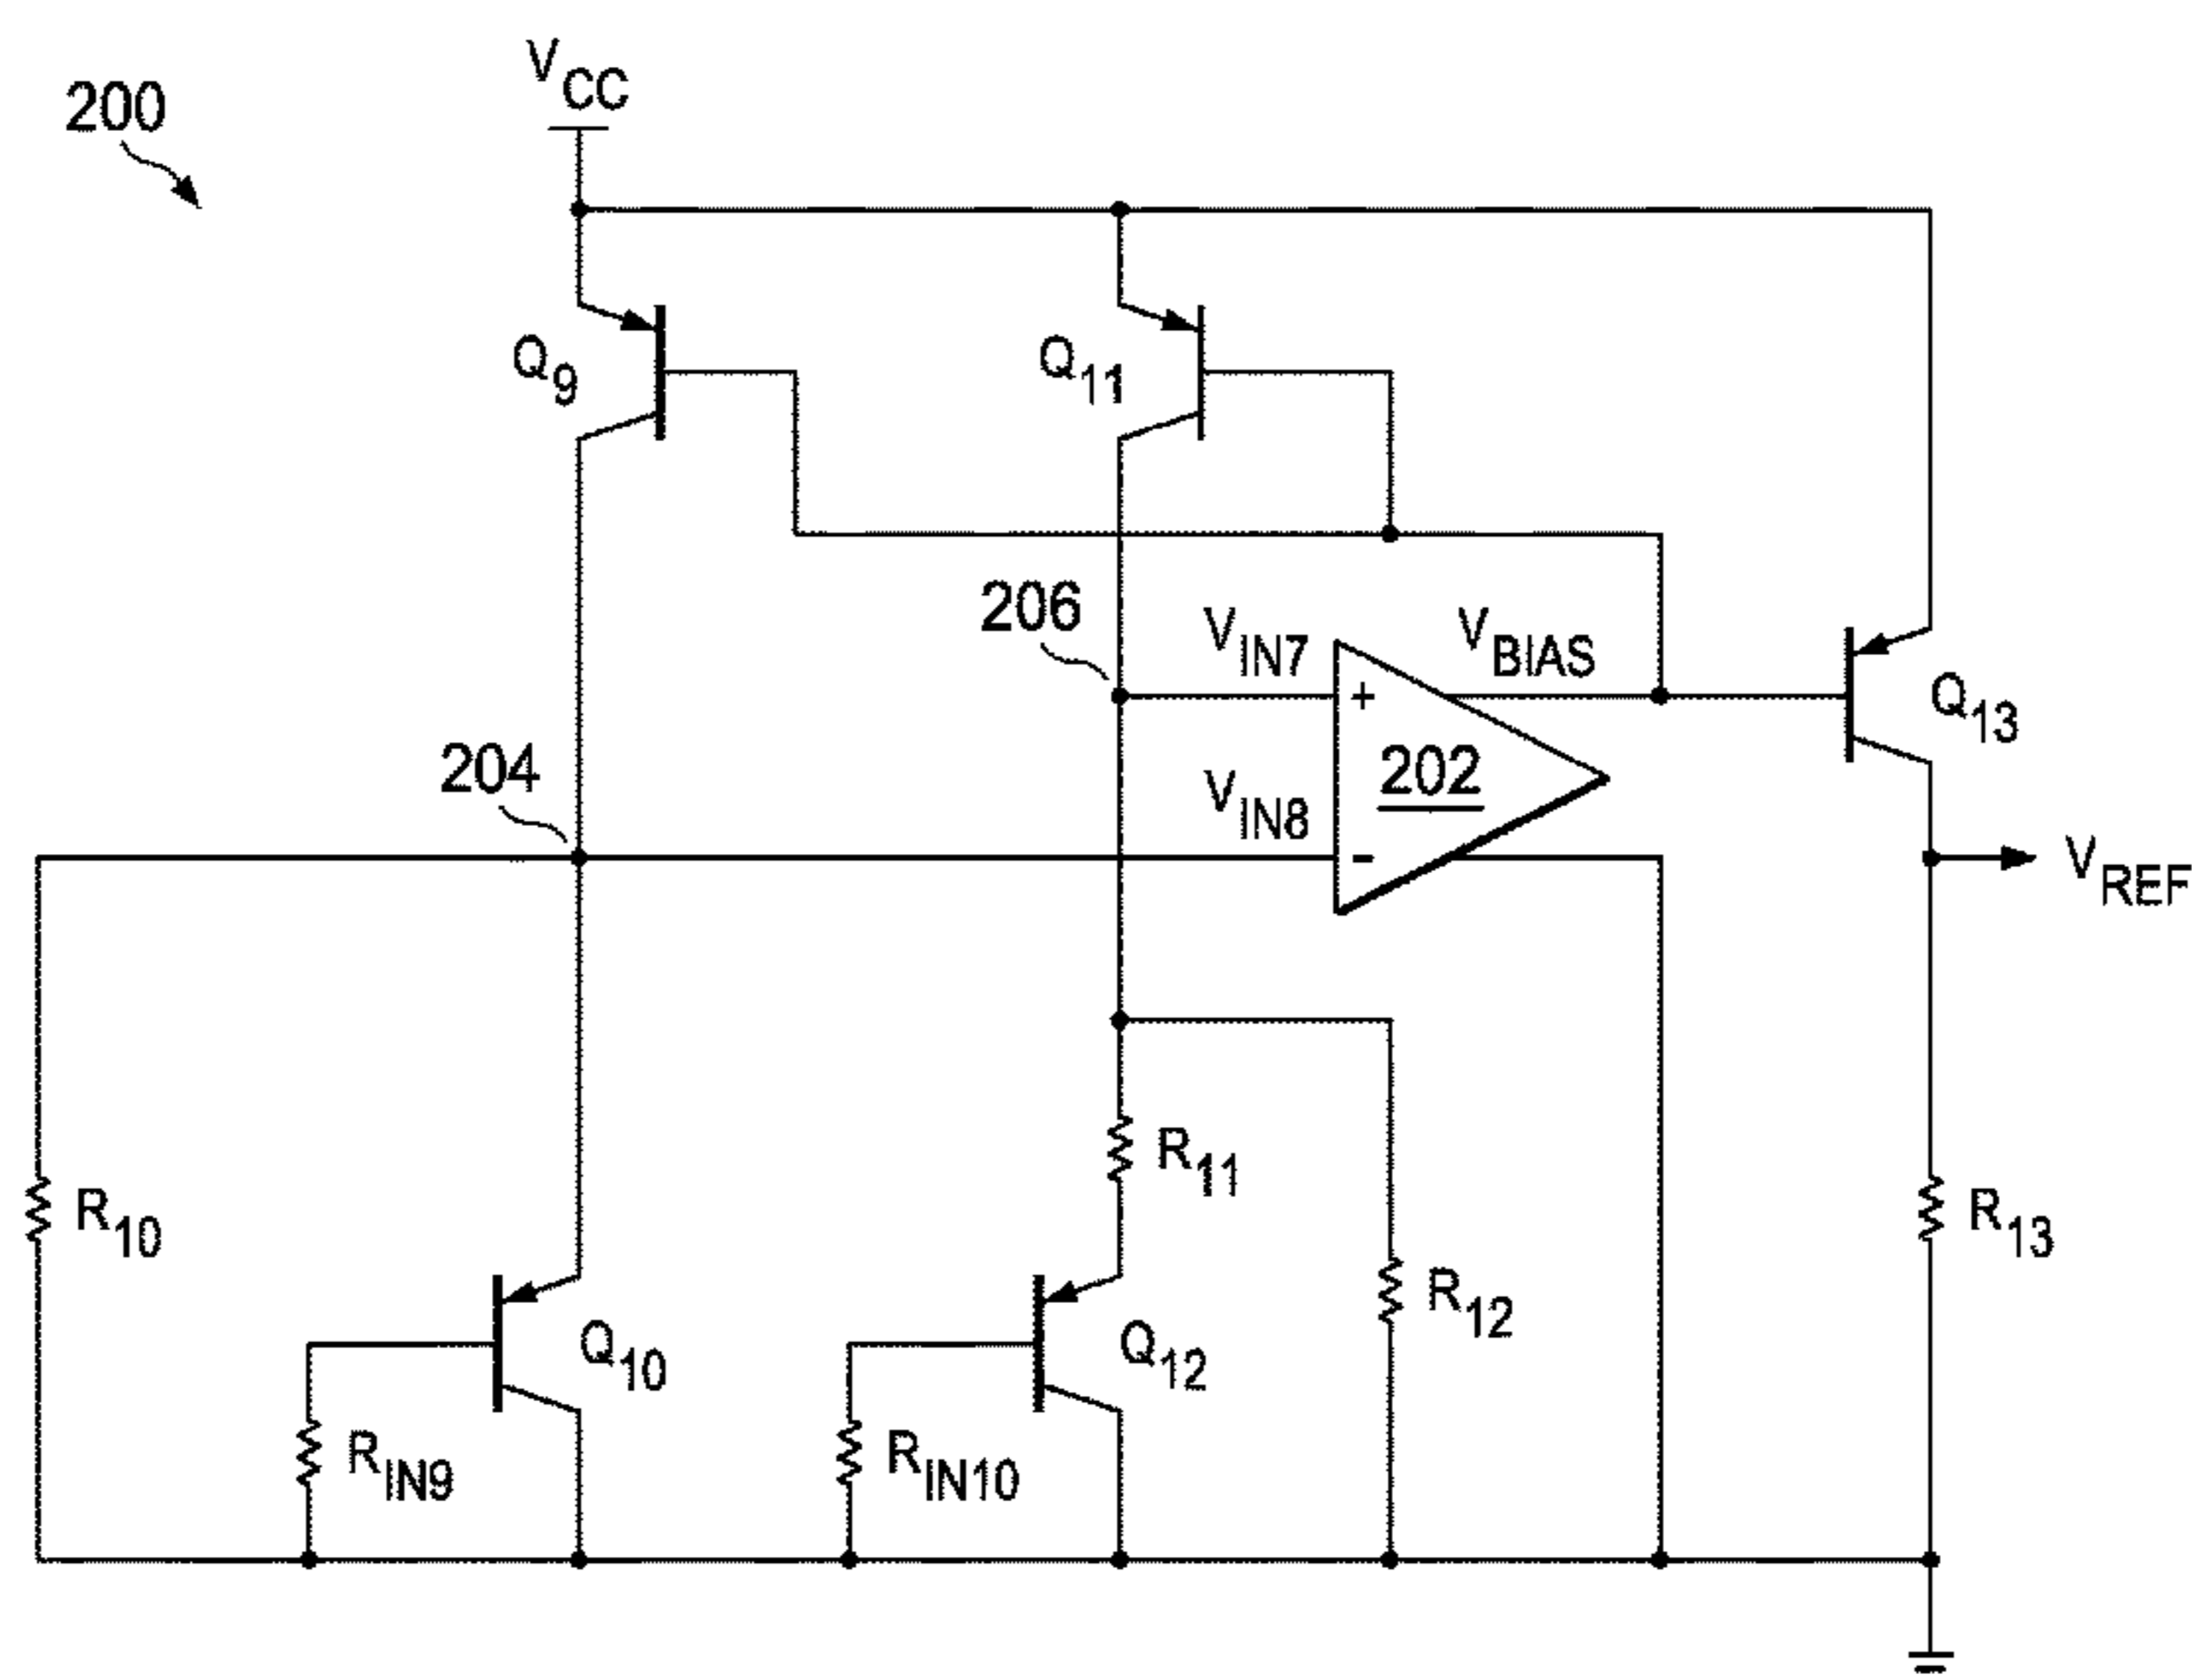 200
VCC
Q9
Q11
206
VIN7
VBIAS
+
Q13
204
VIN8
202
-
VREF
R11
R10
R12
R13
Q10
Q12
RIN9
RIN10